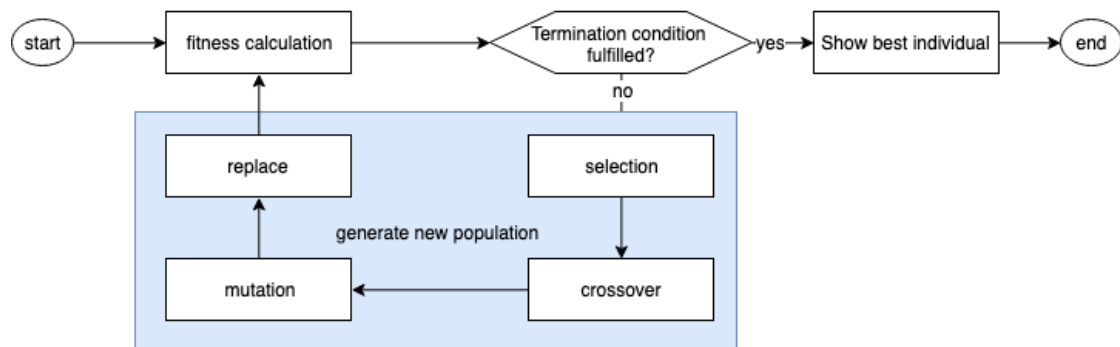 start
fitness calculation
Termination condition
fulfilled?
yes
Show best individual
end
no
replace
selection
generate new population
mutation
crossover